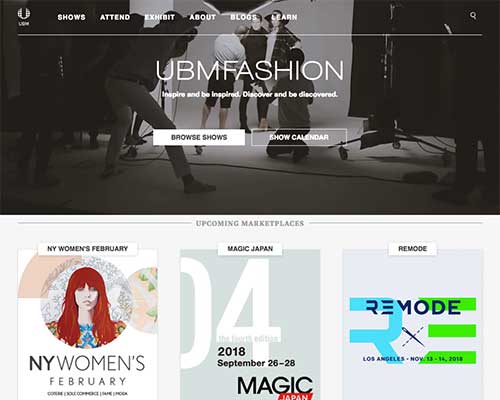 UBM
SHOWS ATTEND EXHIBIT ABOUT BLOGS LEARN
UBMFASHION
Inspire and be inspired. Discover and be discovered.
BROWSE SHOWS SHOW CALENDAR
UPCOMING MARKETPLACES
NY WOMEN'S FEBRUARY
MAGIC JAPAN
REMODE
NY WOMEN'S
FEBRUARY
COTERIE | SOLE COMMERCE | FAME | MODA
04
the fourth edition
2018
September 26-28
MAGIC
JAPAN
REMODE
R E
LOS ANGELES - NOV. 13 - 14, 2018